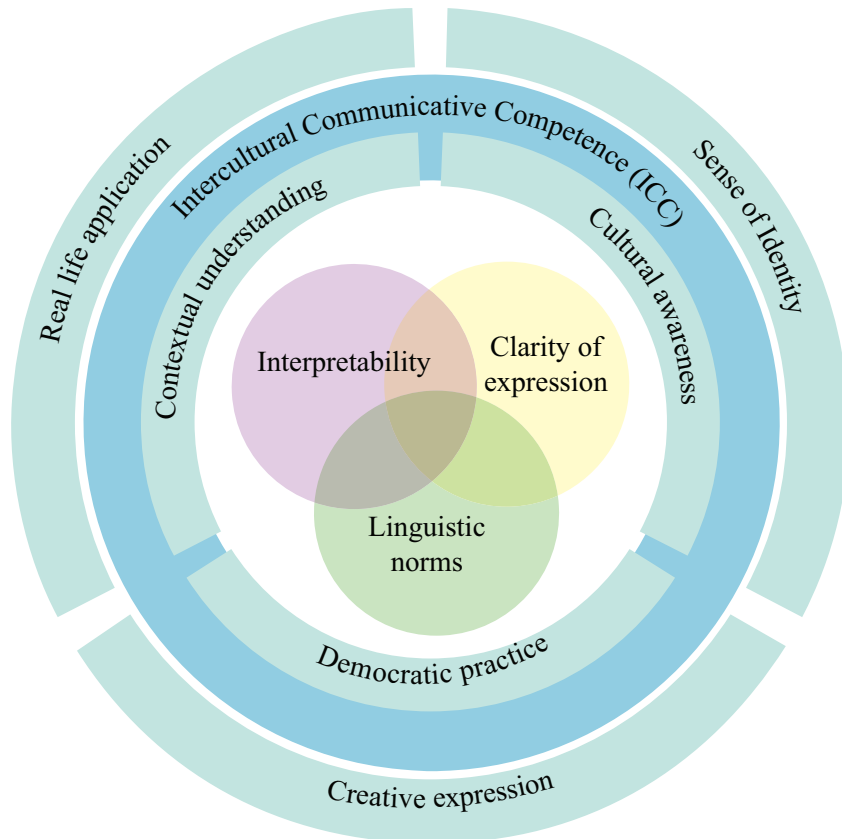 Real life application
Sense of Identity
Intercultural Communicative Competence (ICC)
Contextual understanding
Cultural awareness
Interpretability
Clarity of
expression
Linguistic
norms
Democratic practice
Creative expression